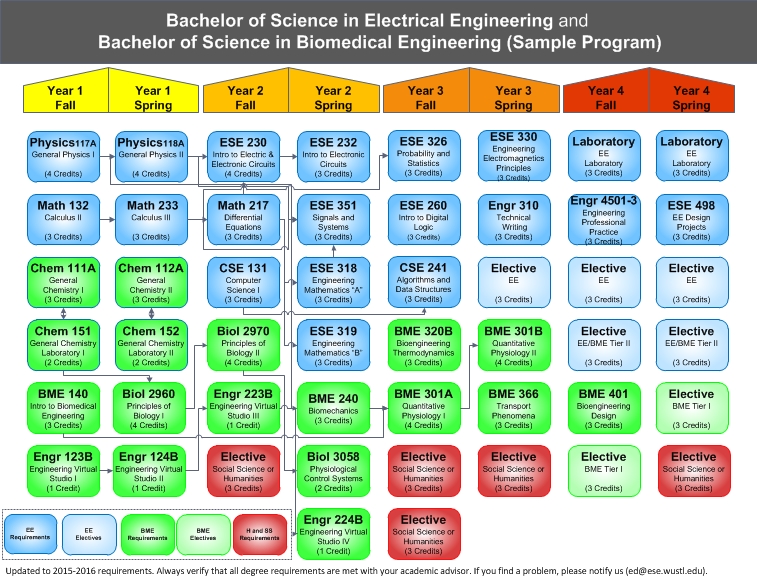 Bachelor of Science in Electrical Engineering and
Bachelor of Science in Biomedical Engineering (Sample Program)
Year 1
Fall
Year 1
Spring
Year 2
Fall
Year 2
Spring
Year 3
Fall
Year 3
Spring
Year 4
Fall
Year 4
Spring
Physics117A
General Physics I
(4 Credits)
Physics118A
General Physics II
(4 Credits)
ESE 230
Intro to Electric &
Electronic Circuits
(4 Credits)
ESE 232
Intro to Electronic
Circuits
(3 Credits)
ESE 326
Probability and
Statistics
(3 Credits)
ESE 330
Engineering
Electromagnetics
Principles
(3 Credits)
Laboratory
EE
Laboratory
(3 Credits)
Laboratory
EE
Laboratory
(3 Credits)
Math 132
Calculus II
(3 Credits)
Math 233
Calculus III
(3 Credits)
Math 217
Differential
Equations
(3 Credits)
ESE 351
Signals and
Systems
(3 Credits)
ESE 260
Intro to Digital
Logic
(3 Credits)
Engr 310
Technical
Writing
(3 Credits)
Engr 4501-3
Engineering
Professional
Practice
(3 Credits)
ESE 498
EE Design
Projects
(3 Credits)
Chem 111A
General
Chemistry I
(3 Credits)
Chem 112A
General
Chemistry II
(3 Credits)
CSE 131
Computer
Science I
(3 Credits)
ESE 318
Engineering
Mathematics "A"
(3 Credits)
CSE 241
Algorithms and
Data Structures
(3 Credits)
Elective
EE
(3 Credits)
Elective
EE
(3 Credits)
Elective
EE
(3 Credits)
Chem 151
General Chemistry
Laboratory I
(2 Credits)
Chem 152
General Chemistry
Laboratory II
(2 Credits)
Biol 2970
Principles of
Biology II
(4 Credits)
ESE 319
Engineering
Mathematics "B"
(3 Credits)
BME 320B
Bioengineering
Thermodynamics
(3 Credits)
BME 301B
Quantitative
Physiology II
(4 Credits)
Elective
EE/BME Tier II
(3 Credits)
Elective
EE/BME Tier II
(3 Credits)
BME 140
Intro to Biomedical
Engineering
(3 Credits)
Biol 2960
Principles of
Biology I
(4 Credits)
Engr 223B
Engineering Virtual
Studio III
(1 Credit)
BME 240
Biomechanics
(3 Credits)
BME 301A
Quantitative
Physiology I
(4 Credits)
BME 366
Transport
Phenomena
(3 Credits)
BME 401
Bioengineering
Design
(3 Credits)
Elective
BME Tier I
(3 Credits)
Engr 123B
Engineering Virtual
Studio I
(1 Credit)
Engr 124B
Engineering Virtual
Studio II
(1 Credit)
Elective
Social Science or
Humanities
(3 Credits)
Biol 3058
Physiological
Control Systems
(2 Credits)
Elective
Social Science or
Humanities
(3 Credits)
Elective
Social Science or
Humanities
(3 Credits)
Elective
BME Tier I
(3 Credits)
Elective
Social Science or
Humanities
(3 Credits)
EE
Requirements
EE
Electives
BME
Requirements
BME
Electives
H and SS
Requirements
Engr 224B
Engineering Virtual
Studio IV
(1 Credit)
Elective
Social Science or
Humanities
(3 Credits)
Updated to 2015-2016 requirements. Always verify that all degree requirements are met with your academic advisor. If you find a problem, please notify us (ed@ese.wustl.edu).